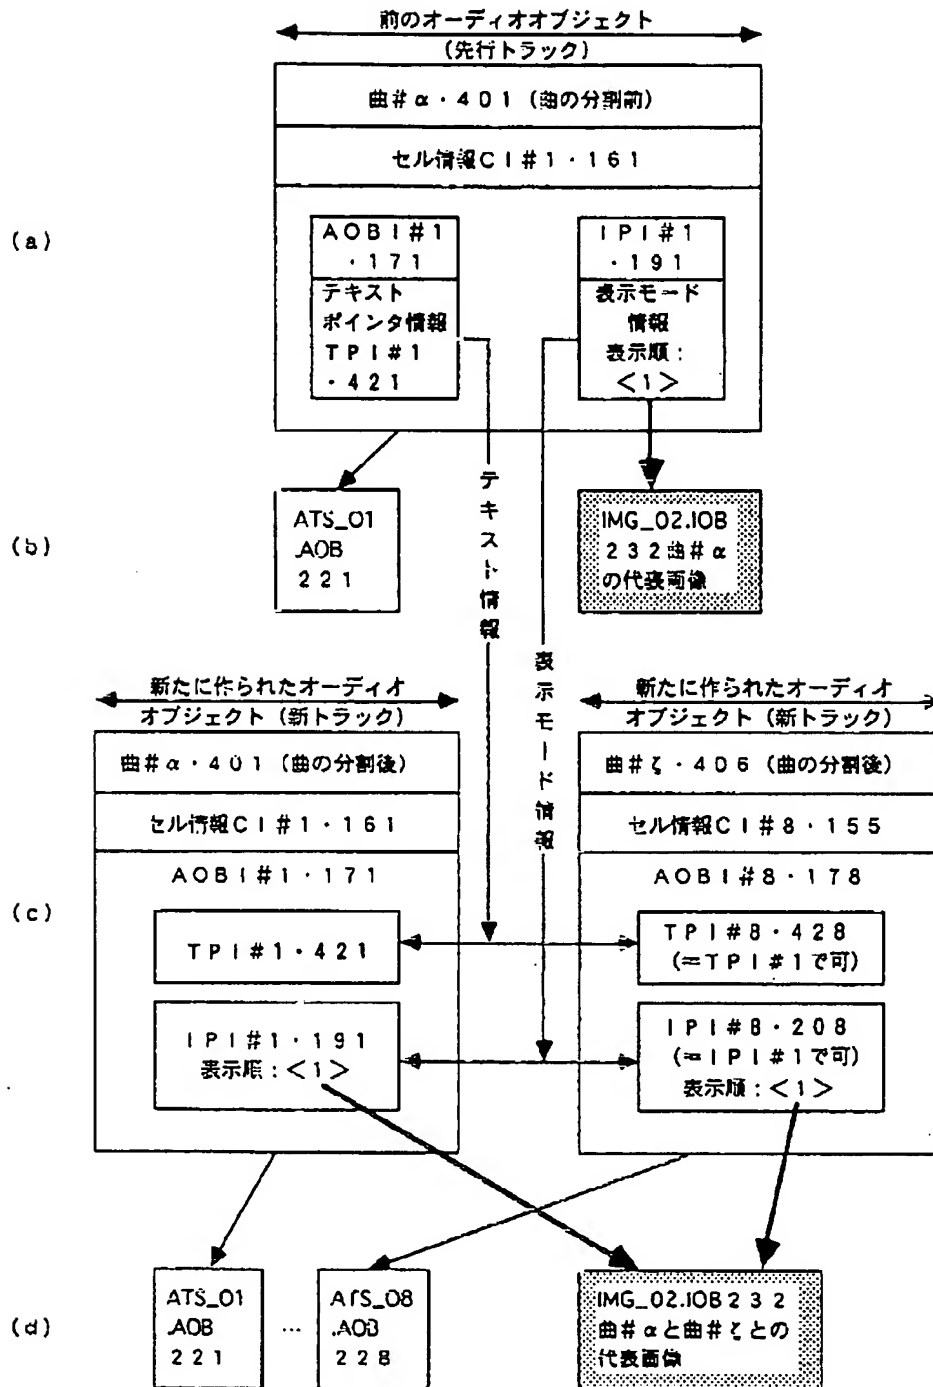 前のオーディオオブジェクト
(先行トラック)
曲#α・401(曲の分割前)
セル情報CI#1・161
(a)
AOBI#1
・171
テキスト
ポインタ情報
TPI#1
・421
IPI#1
・191
表示モード
情報
表示順:
<1>
テキスト情報
表示モード情報
(b)
ATS_01
.AOB
221
IMG_02.IOB
232曲#α
の代表画像
新たに作られたオーディオ
オブジェクト(新トラック)
曲#α・401(曲の分割後)
セル情報CI#1・161
AOBI#1・171
(c)
TPI#1・421
IPI#1・191
表示順:<1>
新たに作られたオーディオ
オブジェクト(新トラック)
曲#ζ・406(曲の分割後)
セル情報CI#8・155
AOBI#8・178
TPI#8・428
(=TPI#1で可)
IPI#8・208
(=IPI#1で可)
表示順:<1>
(d)
ATS_01
.AOB
221
…
ATS_08
.AOB
228
IMG_02.IOB232
曲#αと曲#ζとの
代表画像